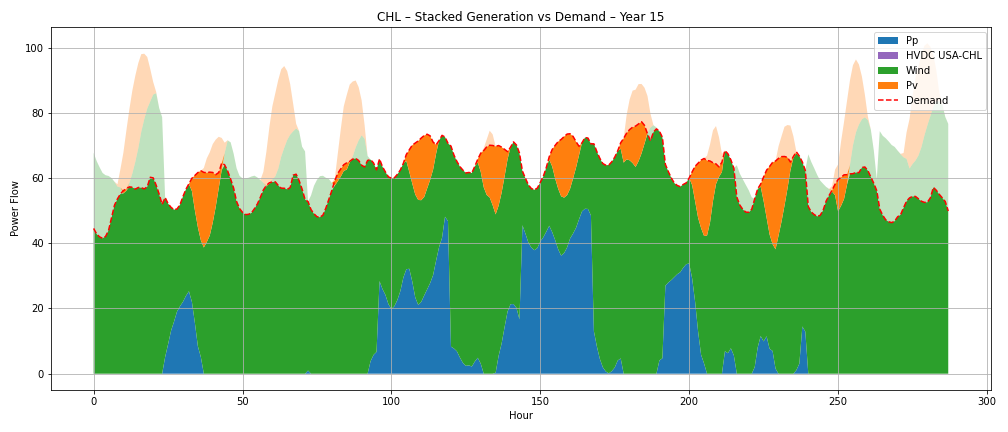 CHL – Stacked Generation vs Demand – Year 15
Power Flow
100
80
60
40
20
0
0
50
100
150
200
250
300
Hour
Pp
HVDC USA-CHL
Wind
Pv
Demand